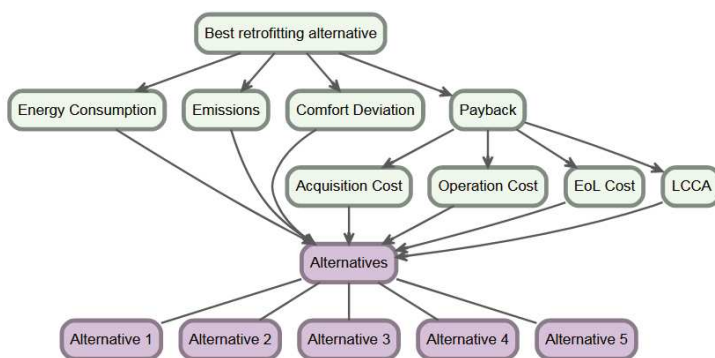 Best retrofitting alternative
Energy Consumption
Emissions
Comfort Deviation
Payback
Acquisition Cost
Operation Cost
EoL Cost
LCCA
Alternatives
Alternative 1
Alternative 2
Alternative 3
Alternative 4
Alternative 5